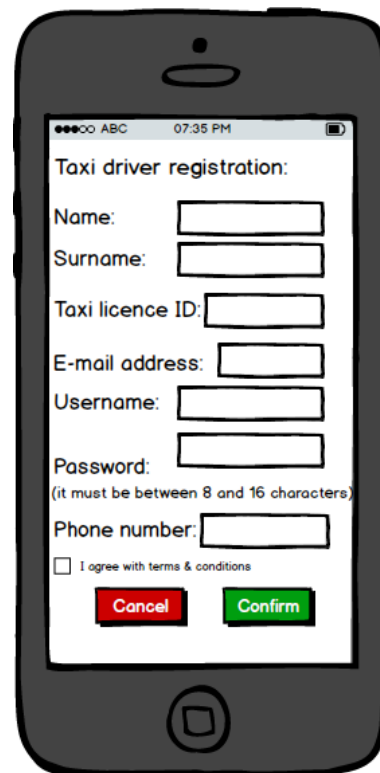 ABC 07:35 PM
Taxi driver registration:
Name:
Surname:
Taxi licence ID:
E-mail address:
Username:
Password:
(it must be between 8 and 16 characters)
Phone number:
I agree with terms & conditions
Cancel Confirm